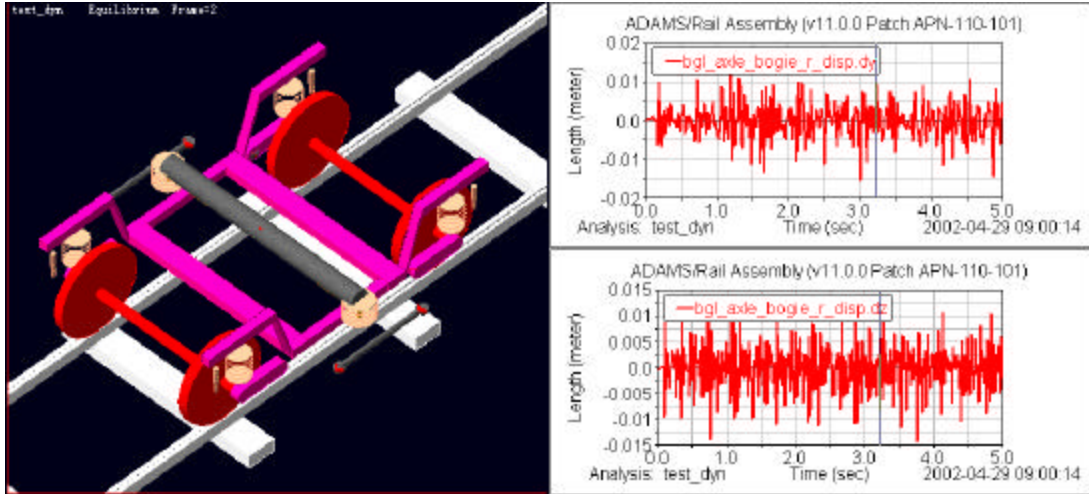 test_dyn Equilibrium Frame=2
ADAMS/Rail Assembly (v11.0.0 Patch APN-110-101)
0.02
0.01
0.0
-0.01
-0.02
Length (meter)
bgl_axle_bogie_r_disp.dy
0.0 1.0 2.0 3.0 4.0 5.0
Analysis: test_dyn Time (sec) 2002-04-29 09:00:14
ADAMS/Rail Assembly (v11.0.0 Patch APN-110-101)
0.015
0.01
0.005
0.0
-0.005
-0.01
-0.015
Length (meter)
bgl_axle_bogie_r_disp.dz
0.0 1.0 2.0 3.0 4.0 5.0
Analysis: test_dyn Time (sec) 2002-04-29 09:00:14